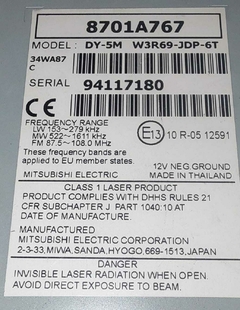 8701A767
MODEL: DY-5M W3R69-JDP-6T
34WA87
C
SERIAL 94117180
CE
FREQUENCY RANGE
LW 153~279 kHz
MW 522~1611 kHz
FM 87.5~108.0 MHz
E13 10 R-05 12591
These frequency bands are
applied to EU member states.
12V NEG.GROUND
MITSUBISHI ELECTRIC MADE IN THAILAND
CLASS 1 LASER PRODUCT
PRODUCT COMPLIES WITH DHHS RULES 21
CFR SUBCHAPTER J PART 1040:10 AT
DATE OF MANUFACTURE.
MANUFACTURED
MITSUBISHI ELECTRIC CORPORATION
2-3-33,MIWA,SANDA,HYOGO,669-1513,JAPAN
DANGER
INVISIBLE LASER RADIATION WHEN OPEN.
AVOID DIRECT EXPOSURE TO BEAM.